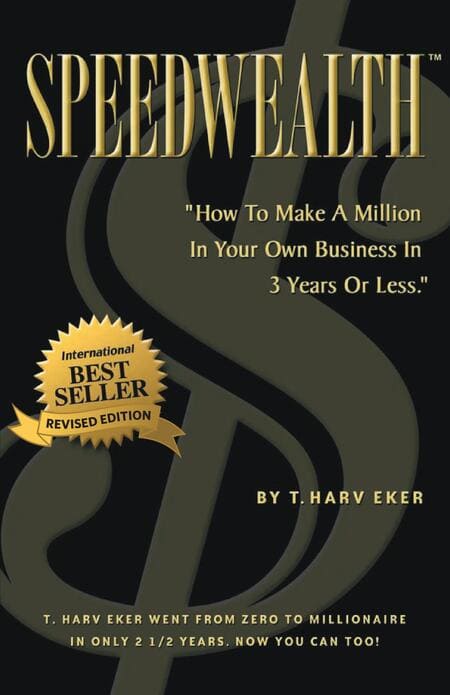 SPEEDWEALTH™
"How To Make A Million
In Your Own Business In
3 Years Or Less."
International
BEST
SELLER
REVISED EDITION
BY T. HARV EKER
T. HARV EKER WENT FROM ZERO TO MILLIONAIRE
IN ONLY 2 1/2 YEARS. NOW YOU CAN TOO!